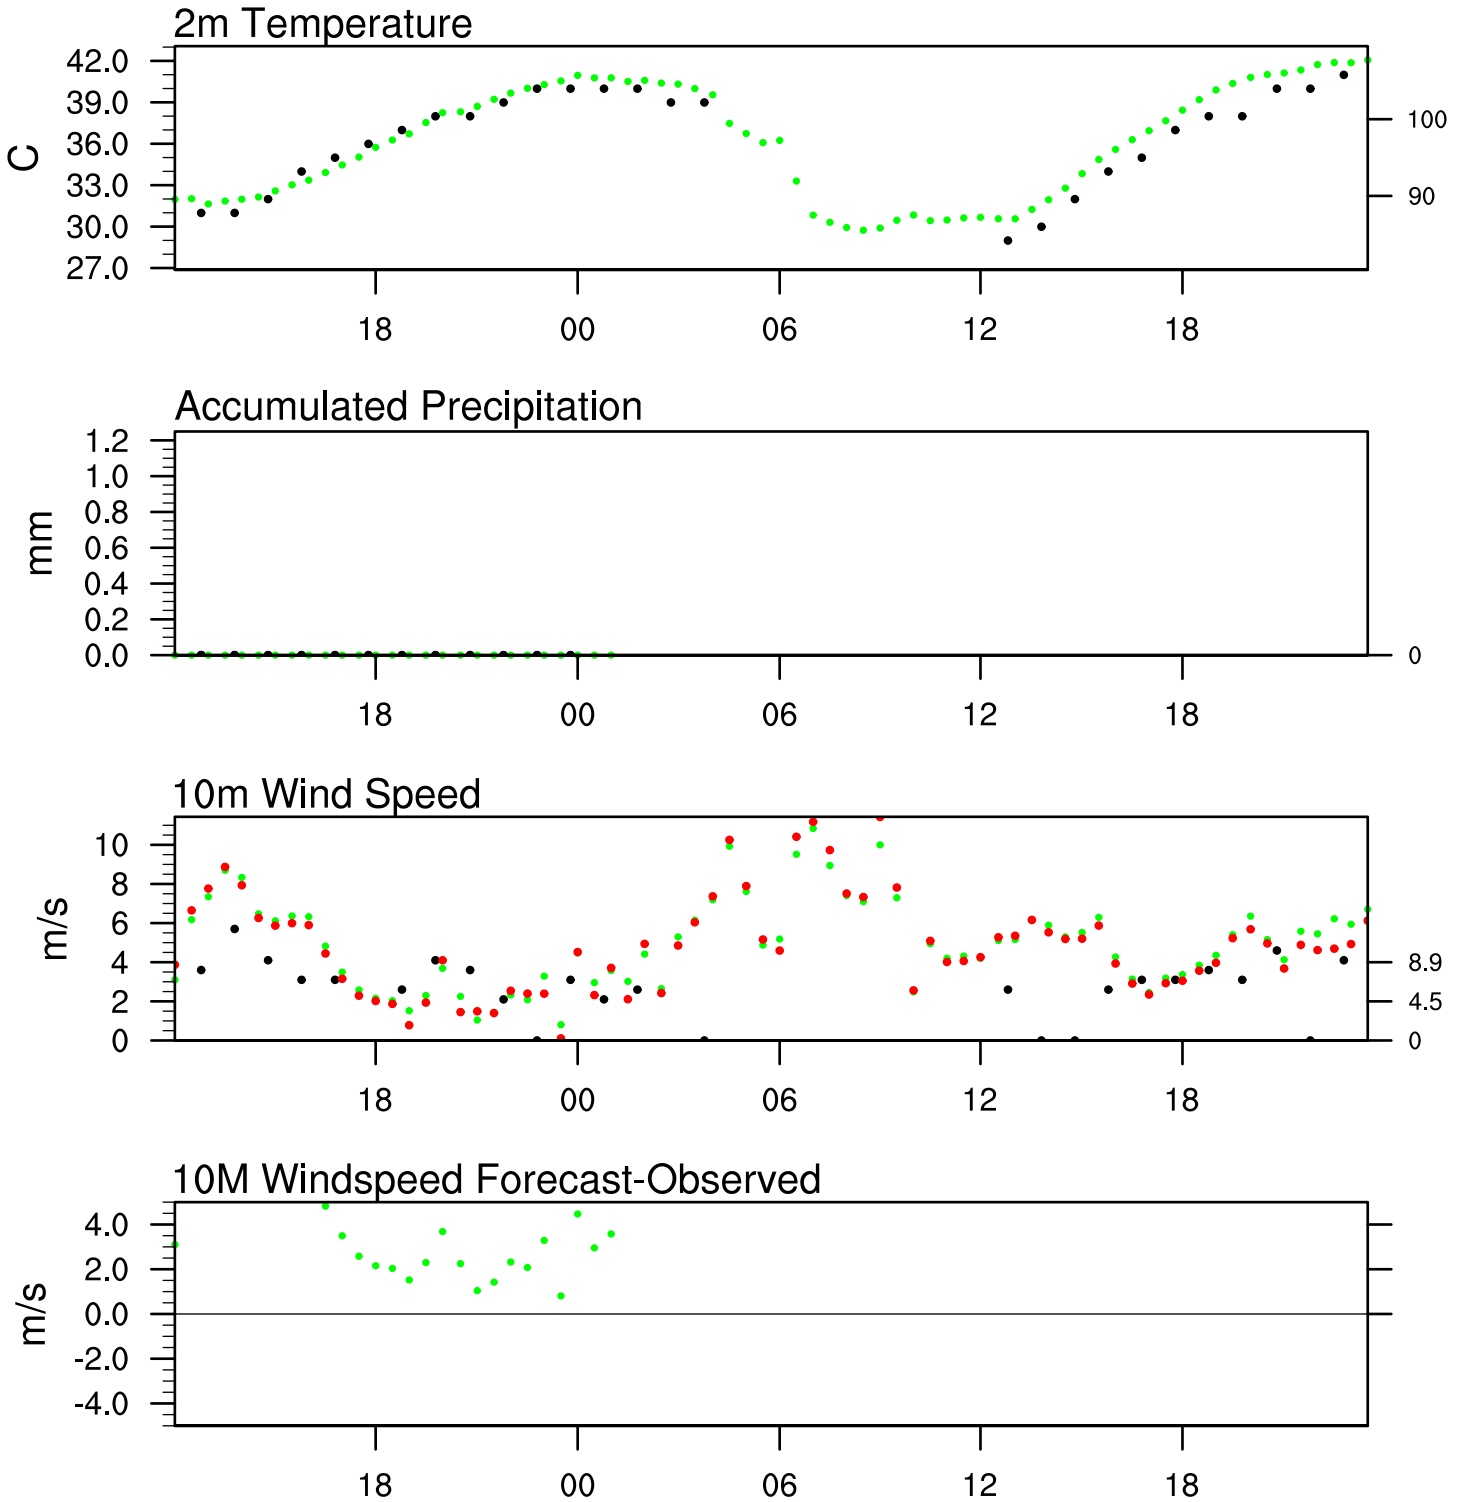 2m Temperature
42.0
39.0
36.0
33.0
30.0
27.0
C
100
90
18 00 06 12 18
Accumulated Precipitation
1.2
1.0
0.8
0.6
0.4
0.2
0.0
mm
0
18 00 06 12 18
10m Wind Speed
10
8
6
4
2
0
m/s
8.9
4.5
0
18 00 06 12 18
10M Windspeed Forecast-Observed
4.0
2.0
0.0
-2.0
-4.0
m/s
18 00 06 12 18